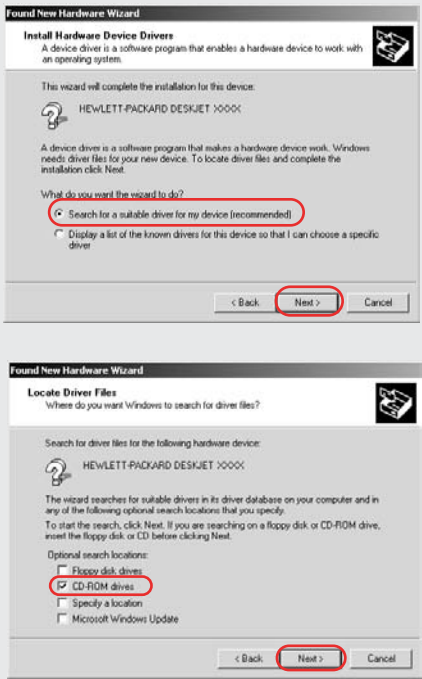 Found New Hardware Wizard
Install Hardware Device Drivers
A device driver is a software program that enables a hardware device to work with
an operating system.
This wizard will complete the installation for this device:
HEWLETT-PACKARD DESKJET XXXX
A device driver is a software program that makes a hardware device work. Windows
needs driver files for your new device. To locate driver files and complete the
installation click Next.
What do you want the wizard to do?
Search for a suitable driver for my device (recommended)
Display a list of the known drivers for this device so that I can choose a specific
driver
< Back Next > Cancel
Found New Hardware Wizard
Locate Driver Files
Where do you want Windows to search for driver files?
Search for driver files for the following hardware device:
HEWLETT-PACKARD DESKJET XXXX
The wizard searches for suitable drivers in its driver database on your computer and in
any of the following optional search locations that you specify.
To start the search, click Next. If you are searching on a floppy disk or CD-ROM drive,
insert the floppy disk or CD before clicking Next.
Optional search locations:
Floppy disk drives
CD-ROM drives
Specify a location
Microsoft Windows Update
< Back Next > Cancel